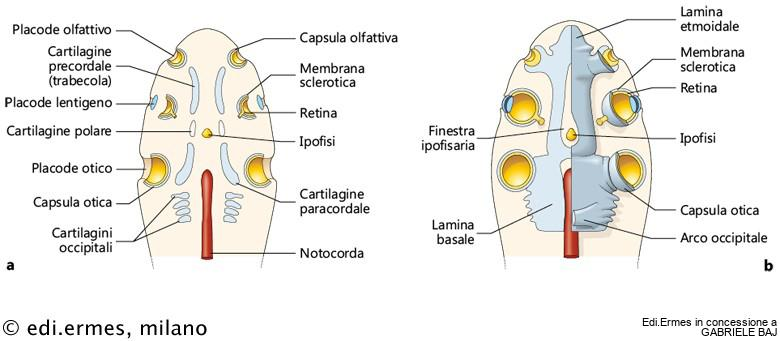 Placode olfattivo
Cartilagine
precordale
(trabecola)
Placode lentigeno
Cartilagine polare
Placode otico
Capsula otica
Cartilagini
occipitali
a
Capsula olfattiva
Membrana
sclerotica
Retina
Ipofisi
Cartilagine
paracordale
Notocorda
Finestra
ipofisaria
Lamina
basale
Lamina
etmoidale
Membrana
sclerotica
Retina
Ipofisi
Capsula otica
Arco occipitale
b
© edi.ermes, milano
Edi.Ermes in concessione a
GABRIELE BAJ